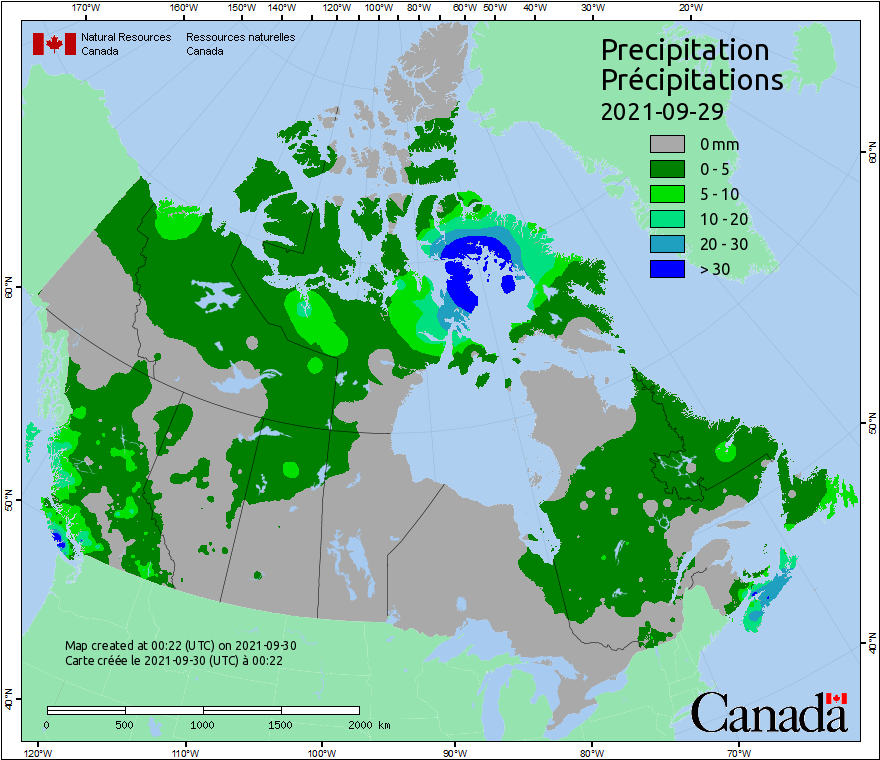 170°W 160°W 150°W 140°W 130°W 120°W 110°W 100°W 90°W 80°W 70°W 60°W 50°W 40°W 30°W 20°W
Natural Resources Ressources naturelles
Canada Canada
Precipitation
Précipitations
2021-09-29
0 mm
0 - 5
5 - 10
10 - 20
20 - 30
> 30
60°N
60°N
50°N
50°N
40°N
40°N
Map created at 00:22 (UTC) on 2021-09-30
Carte créée le 2021-09-30 (UTC) à 00:22
0 500 1000 1500 2000 km
Canada
120°W 110°W 100°W 90°W 80°W 70°W